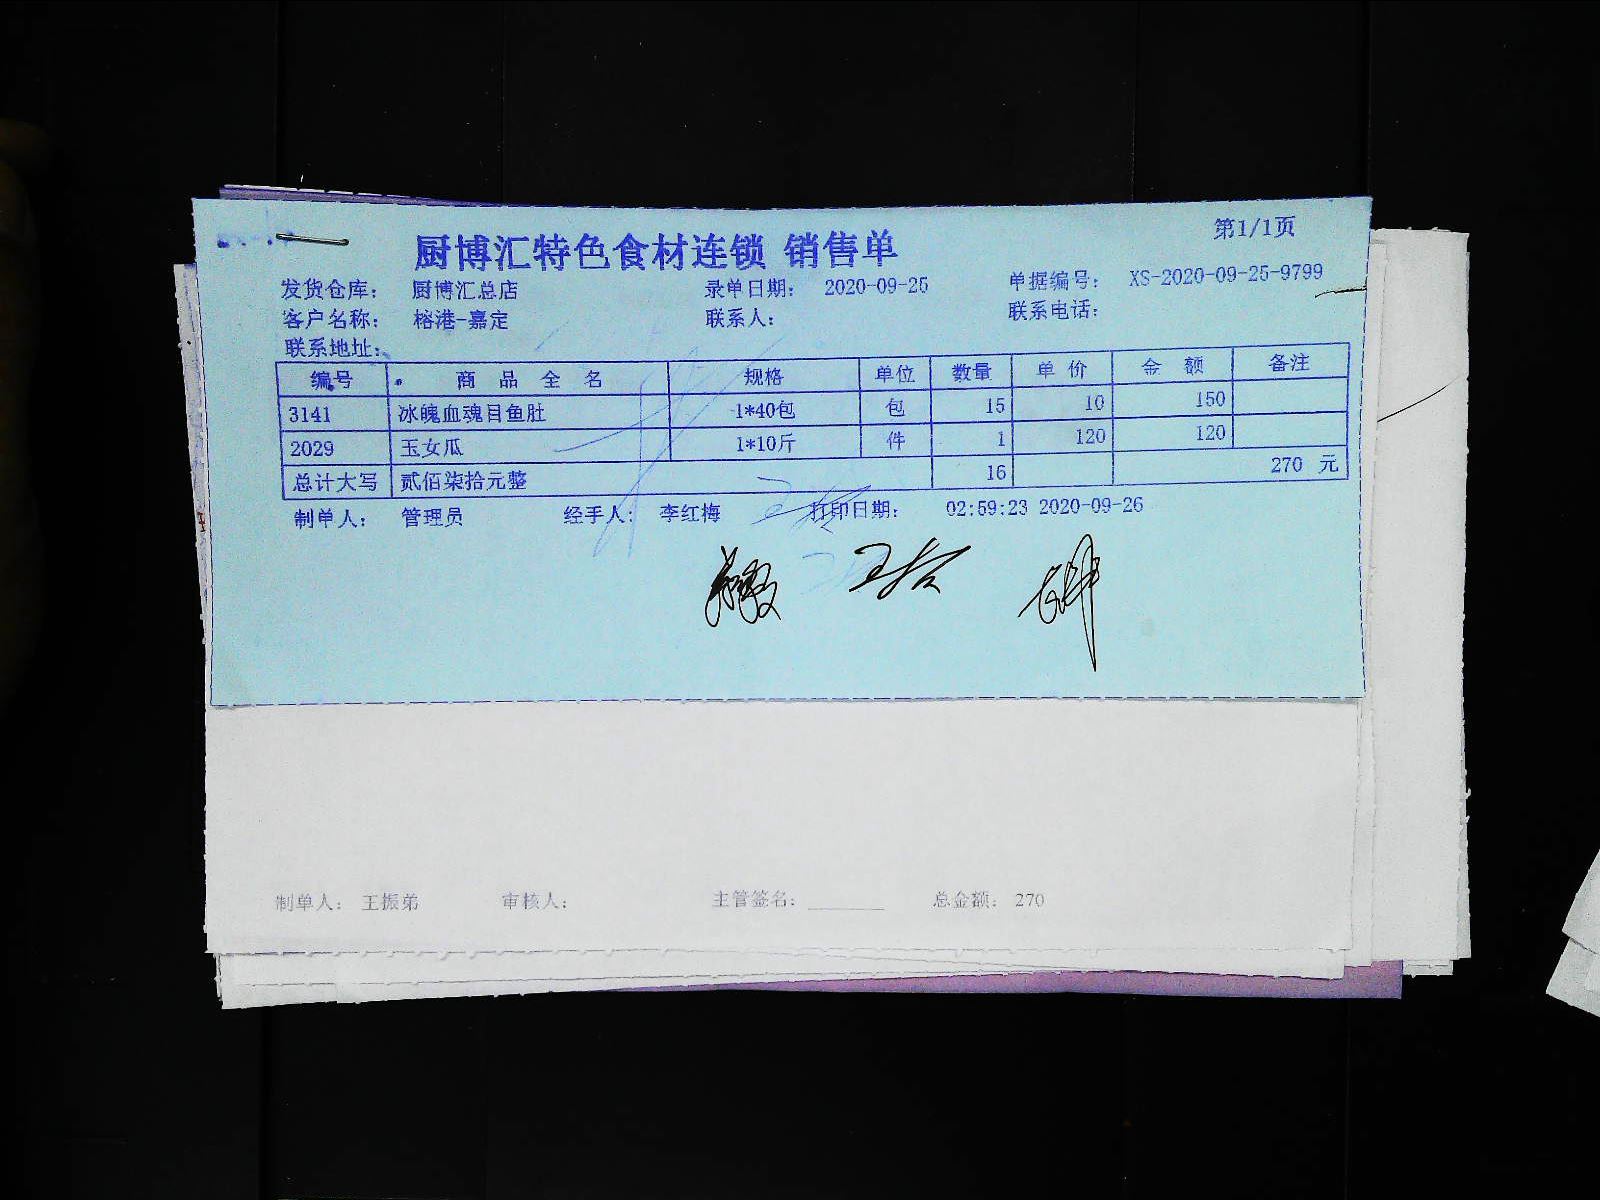 厨博汇特色食材连锁 销售单
第1/1页
发货仓库: 厨博汇总店 录单日期: 2020-09-25 单据编号: XS-2020-09-25-9799
客户名称: 榕港-嘉定 联系人: 联系电话:
联系地址:
编号 商 品 全 名 规格 单位 数量 单 价 金 额 备注
3141 冰魄血魂目鱼肚 1*40包 包 15 10 150
2029 玉女瓜 1*10斤 件 1 120 120
总计大写 贰佰柒拾元整 16 270 元
制单人: 管理员 经手人: 李红梅 打印日期: 02:59:23 2020-09-26
制单人: 王振弟 审核人: 主管签名: ________ 总金额: 270